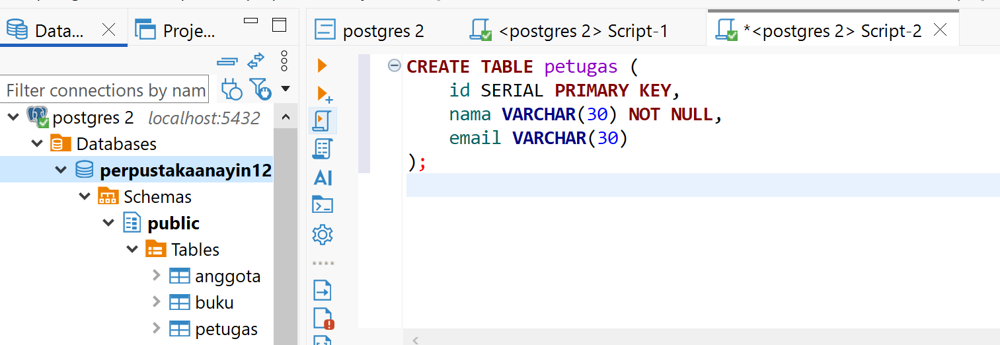 Data...
Proje...
postgres 2
<postgres 2> Script-1
*<postgres 2> Script-2
Filter connections by nam
postgres 2 localhost:5432
Databases
perpustakaanayin12
Schemas
public
Tables
anggota
buku
petugas
AI
CREATE TABLE petugas (
    id SERIAL PRIMARY KEY,
    nama VARCHAR(30) NOT NULL,
    email VARCHAR(30)
);